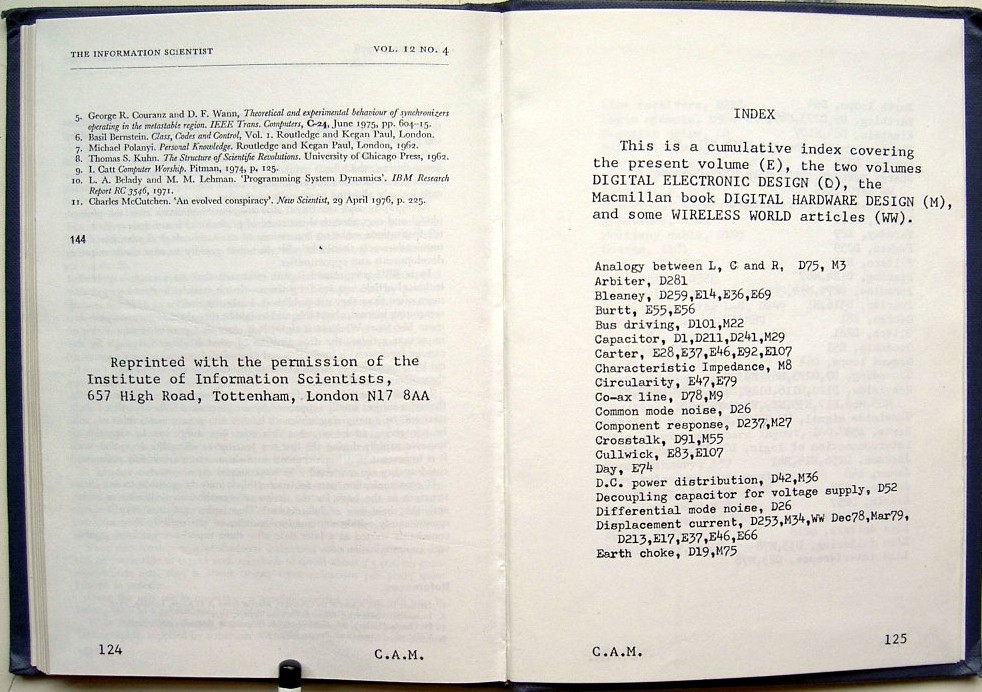 THE INFORMATION SCIENTIST VOL. 12 NO. 4
5. George R. Couranz and D. F. Wann, Theoretical and experimental behaviour of synchronizers
operating in the metastable region. IEEE Trans. Computers, C-24, June 1975, pp. 604–15.
6. Basil Bernstein. Class, Codes and Control, Vol. 1. Routledge and Kegan Paul, London.
7. Michael Polanyi. Personal Knowledge. Routledge and Kegan Paul, London, 1962.
8. Thomas S. Kuhn. The Structure of Scientific Revolutions. University of Chicago Press, 1962.
9. I. Catt Computer Worship. Pitman, 1974, p. 125.
10. L. A. Belady and M. M. Lehman. 'Programming System Dynamics'. IBM Research
Report RC 3546, 1971.
11. Charles McCutchen. 'An evolved conspiracy'. New Scientist, 29 April 1976, p. 225.
144
Reprinted with the permission of the
Institute of Information Scientists,
657 High Road, Tottenham, London N17 8AA
124 C.A.M.
INDEX
This is a cumulative index covering
the present volume (E), the two volumes
DIGITAL ELECTRONIC DESIGN (D), the
Macmillan book DIGITAL HARDWARE DESIGN (M),
and some WIRELESS WORLD articles (WW).
Analogy between L, C and R, D75, M3
Arbiter, D281
Bleaney, D259,E14,E36,E69
Burtt, E55,E56
Bus driving, D101,M22
Capacitor, D1,D211,D241,M29
Carter, E28,E37,E46,E92,E107
Characteristic Impedance, M8
Circularity, E47,E79
Co-ax line, D78,M9
Common mode noise, D26
Component response, D237,M27
Crosstalk, D91,M55
Cullwick, E83,E107
Day, E74
D.C. power distribution, D42,M36
Decoupling capacitor for voltage supply, D52
Differential mode noise, D26
Displacement current, D253,M34,WW Dec78,Mar79,
D213,E17,E37,E46,E66
Earth choke, D19,M75
C.A.M. 125